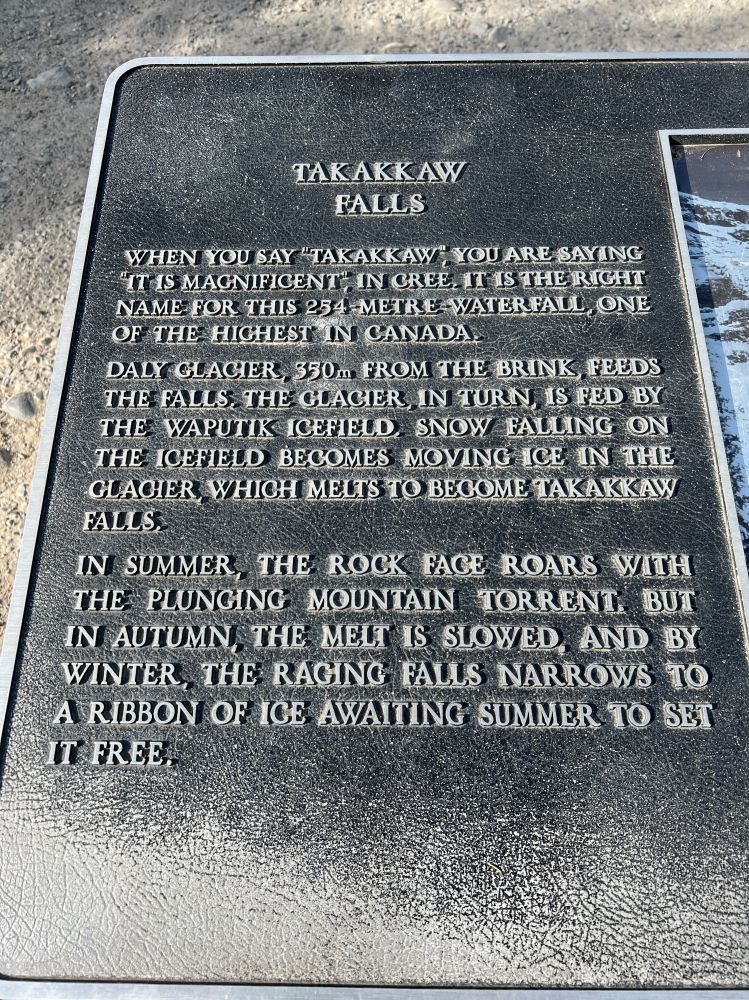 TAKAKKAW
FALLS
WHEN YOU SAY "TAKAKKAW", YOU ARE SAYING
"IT IS MAGNIFICENT", IN CREE. IT IS THE RIGHT
NAME FOR THIS 254-METRE-WATERFALL, ONE
OF THE HIGHEST IN CANADA.
DALY GLACIER, 350m FROM THE BRINK, FEEDS
THE FALLS. THE GLACIER, IN TURN, IS FED BY
THE WAPUTIK ICEFIELD. SNOW FALLING ON
THE ICEFIELD BECOMES MOVING ICE IN THE
GLACIER, WHICH MELTS TO BECOME TAKAKKAW
FALLS.
IN SUMMER, THE ROCK FACE ROARS WITH
THE PLUNGING MOUNTAIN TORRENT. BUT
IN AUTUMN, THE MELT IS SLOWED, AND BY
WINTER, THE RAGING FALLS NARROWS TO
A RIBBON OF ICE AWAITING SUMMER TO SET
IT FREE.